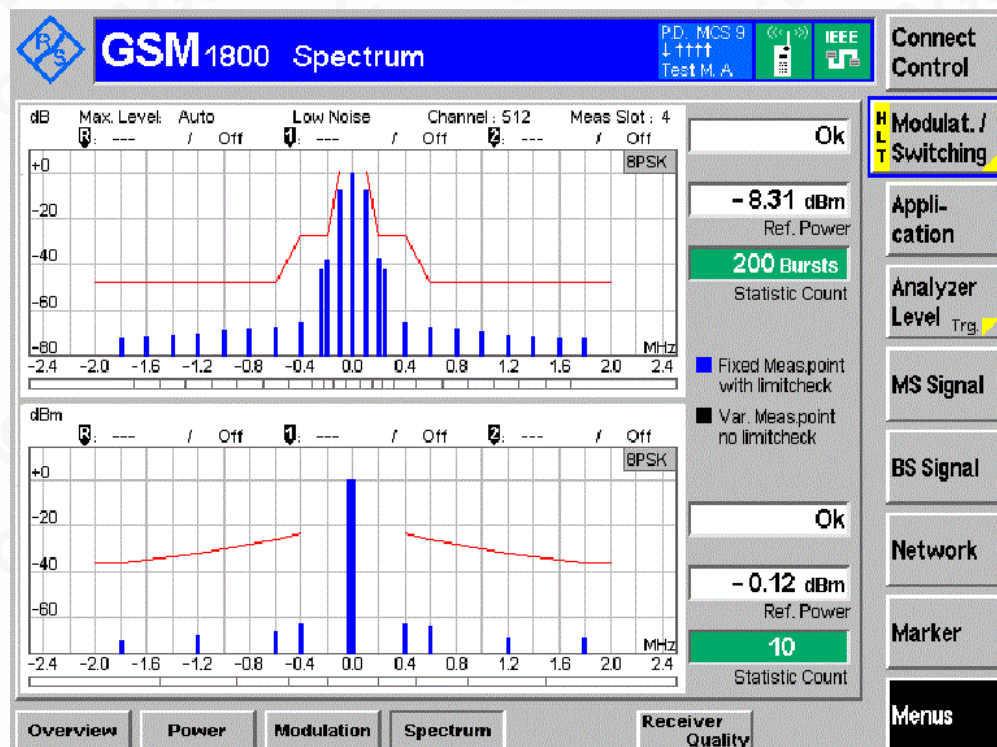 R/S
GSM 1800 Spectrum
P.D. MCS 9
↓ ↑↑↑↑
Test M. A.
IEEE
Connect Control
dB Max. Level: Auto Low Noise Channel : 512 Meas Slot : 4
R: --- / Off 1: --- / Off 2: --- / Off
8PSK
+0
-20
-40
-60
-80
MHz
-2.4 -2.0 -1.6 -1.2 -0.8 -0.4 0.0 0.4 0.8 1.2 1.6 2.0 2.4
Ok
- 8.31 dBm
Ref. Power
200 Bursts
Statistic Count
Fixed Meas.point
with limitcheck
Var. Meas.point
no limitcheck
dBm
R: --- / Off 1: --- / Off 2: --- / Off
8PSK
+0
-20
-40
-60
MHz
-2.4 -2.0 -1.6 -1.2 -0.8 -0.4 0.0 0.4 0.8 1.2 1.6 2.0 2.4
Ok
- 0.12 dBm
Ref. Power
10
Statistic Count
HLT
Modulat. /
Switching
Appli-
cation
Analyzer
Level Trg.
MS Signal
BS Signal
Network
Marker
Menus
Overview Power Modulation Spectrum Receiver
Quality